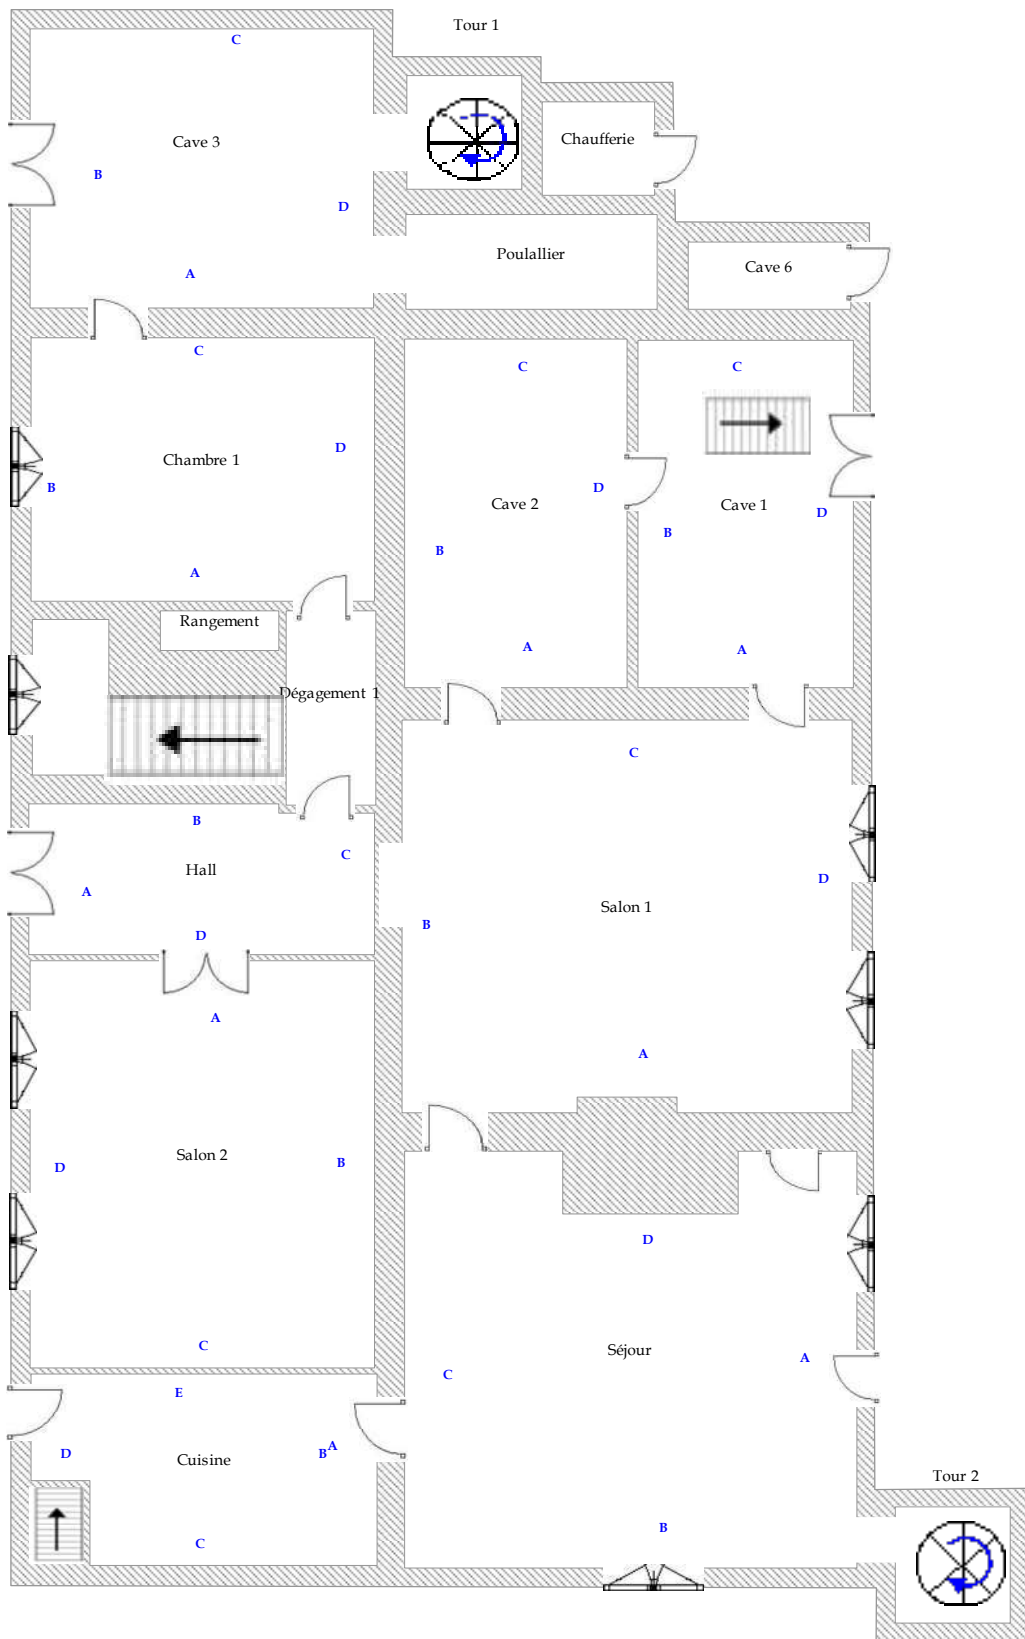 Tour 1
C
Cave 3
Chaufferie
B
D
Poulallier
Cave 6
A
C
C
C
Chambre 1
D
B
D
Cave 2
Cave 1
D
B
B
A
Rangement
A
A
Dégagement 1
C
B
C
Hall
A
D
Salon 1
B
D
A
A
Salon 2
B
D
D
C
Séjour
A
C
E
A
D
B
Cuisine
Tour 2
B
C